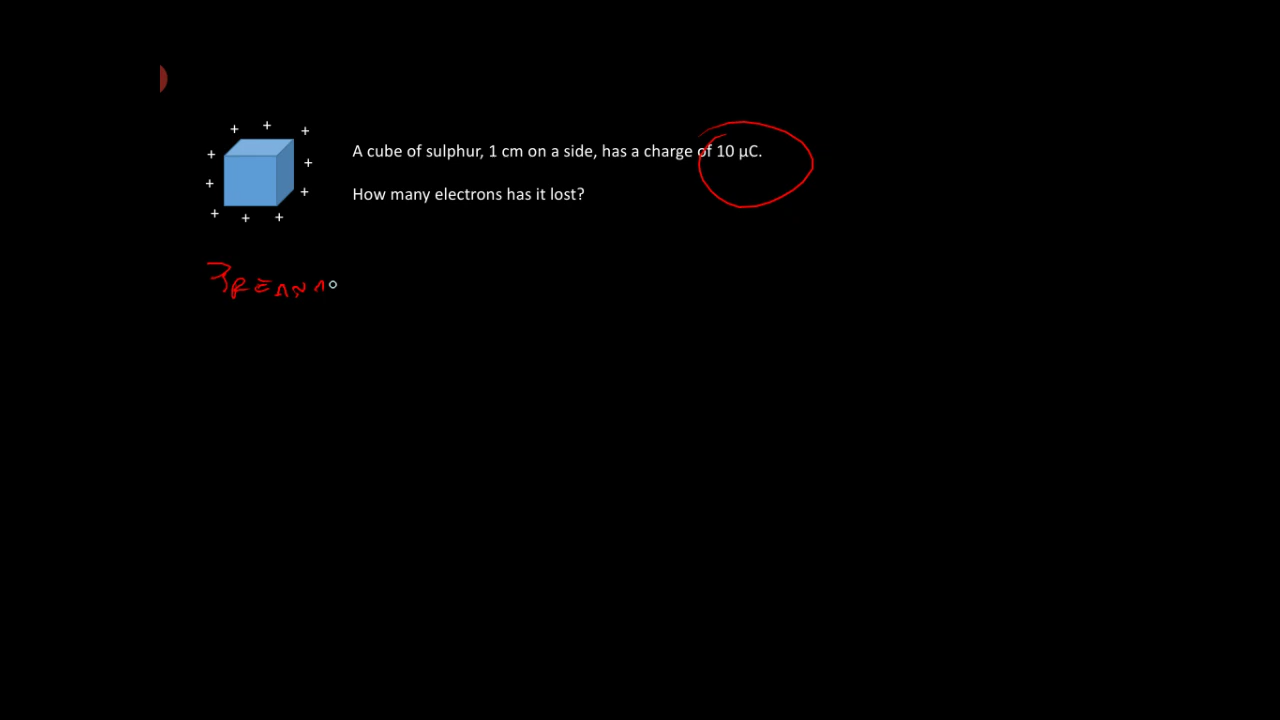 A cube of sulphur, 1 cm on a side, has a charge of 10 µC.
How many electrons has it lost?